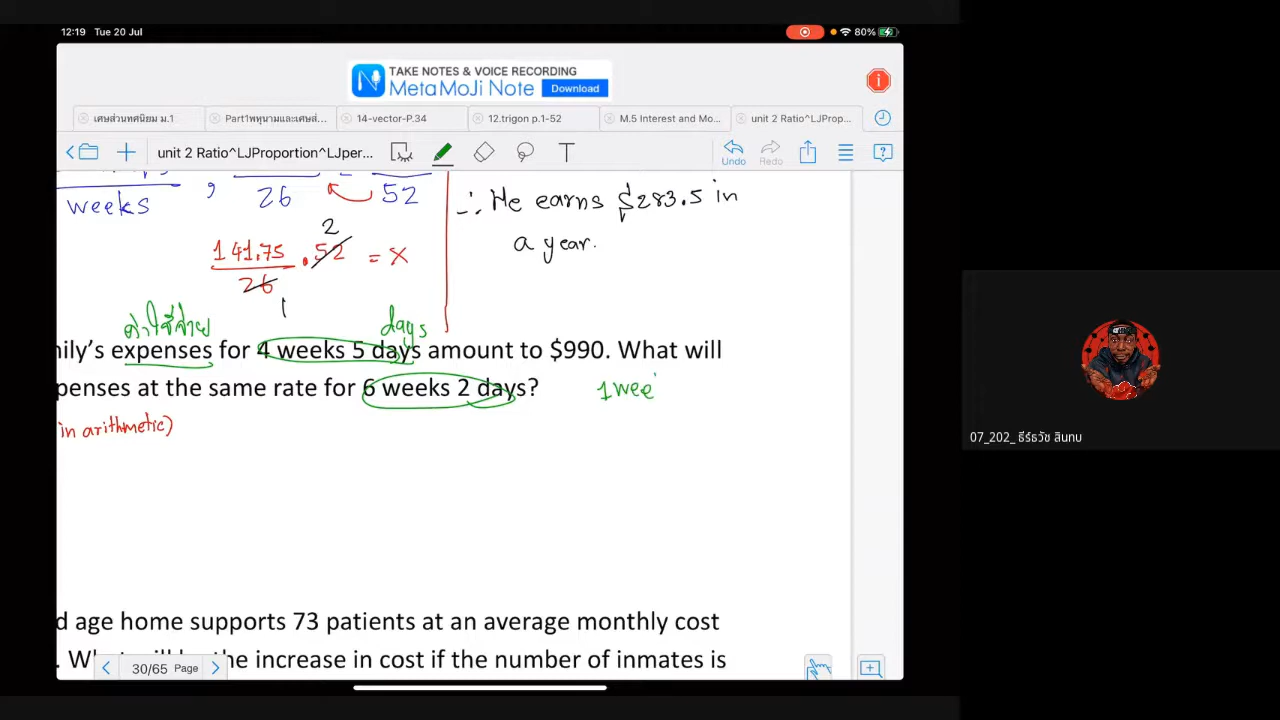 12:19 Tue 20 Jul
80%
TAKE NOTES & VOICE RECORDING
MetaMoJi Note Download
เศษส่วนทศนิยม ม.1
Part1พหุนามและเศษส่...
14-vector-P.34
12.trigon p.1-52
M.5 Interest and Mo...
unit 2 Ratio^LJPropo...
unit 2 Ratio^LJProportion^LJper...
T
Undo
Redo
weeks , 26 52
2
141.75 . 52 = x
26
1
∴ He earns $283.5 in
a year.
ค่าใช้จ่าย days
mily's expenses for 4 weeks 5 days amount to $990. What will
penses at the same rate for 6 weeks 2 days? 1 wee
in arithmetic)
d age home supports 73 patients at an average monthly cost
the increase in cost if the number of inmates is
30/65 Page
07_202_ ธีร์ธวัช สินทบ